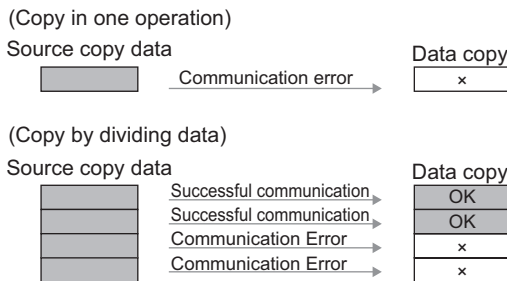 (Copy in one operation)
Source copy data
Data copy
Communication error
×
(Copy by dividing data)
Source copy data
Data copy
Successful communication
OK
Successful communication
OK
Communication Error
×
Communication Error
×